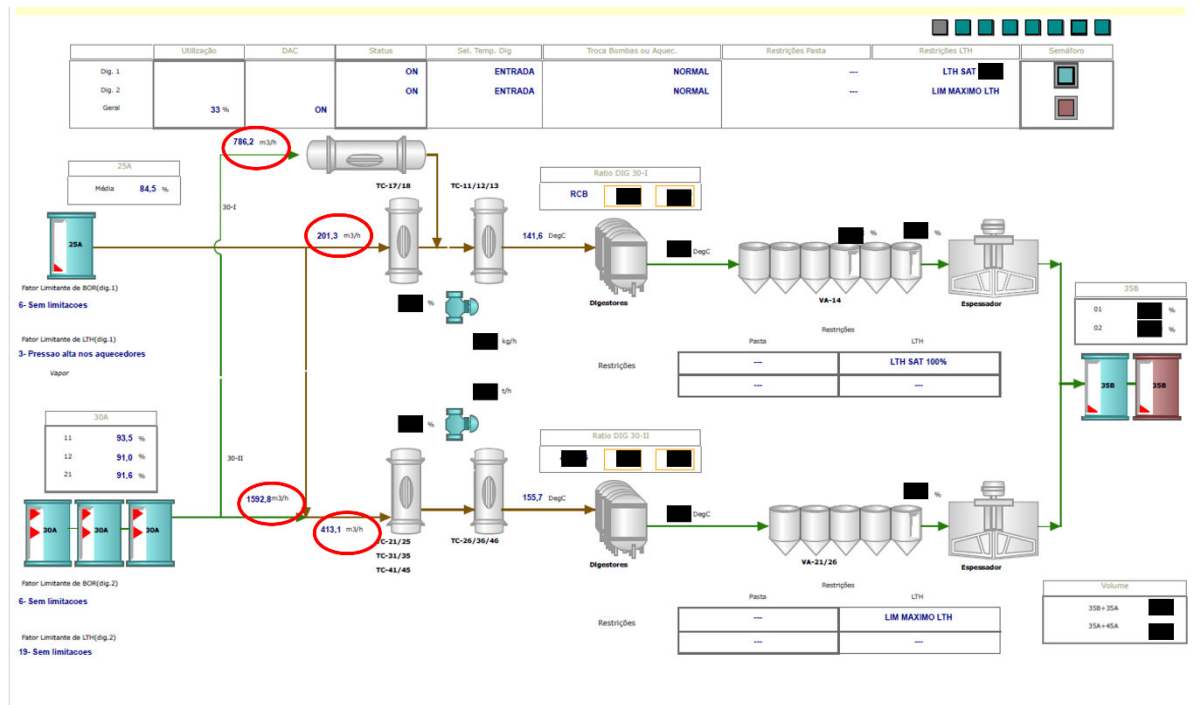 Utilização DAC Status Sel. Temp. Dig Troca Bombas ou Aquec. Restrições Pasta Restrições LTH Semáforo
Dig. 1 ON ENTRADA NORMAL --- LTH SAT
Dig. 2 ON ENTRADA NORMAL --- LIM MAXIMO LTH
Geral 33 % ON
786,2 m3/h
25A
Média 84,5 %
TC-17/18 TC-11/12/13
Ratio DIG 30-I
RCB
30-I
201,3 m3/h
141,6 DegC
25A
DegC
%
%
Fator Limitante de BOR(dig.1)
6- Sem limitacoes
Digestores
VA-14
Espessador
%
kg/h
Fator Limitante de LTH(dig.1)
3- Pressao alta nos aquecedores
Vapor
Restrições
Pasta LTH
Restrições
--- LTH SAT 100%
--- ---
35B
01 %
02 %
35B 35B
t/h
%
30A
11 93,5 %
12 91,0 %
21 91,6 %
Ratio DIG 30-II
30-II
1592,8 m3/h
155,7 DegC
%
30A 30A 30A
413,1 m3/h
DegC
TC-21/25
TC-31/35
TC-41/45
TC-26/36/46
Digestores
VA-21/26
Espessador
Fator Limitante de BOR(dig.2)
6- Sem limitacoes
Restrições
Pasta LTH
Restrições
--- LIM MAXIMO LTH
--- ---
Volume
35B+35A
35A+45A
Fator Limitante de LTH(dig.2)
19- Sem limitacoes